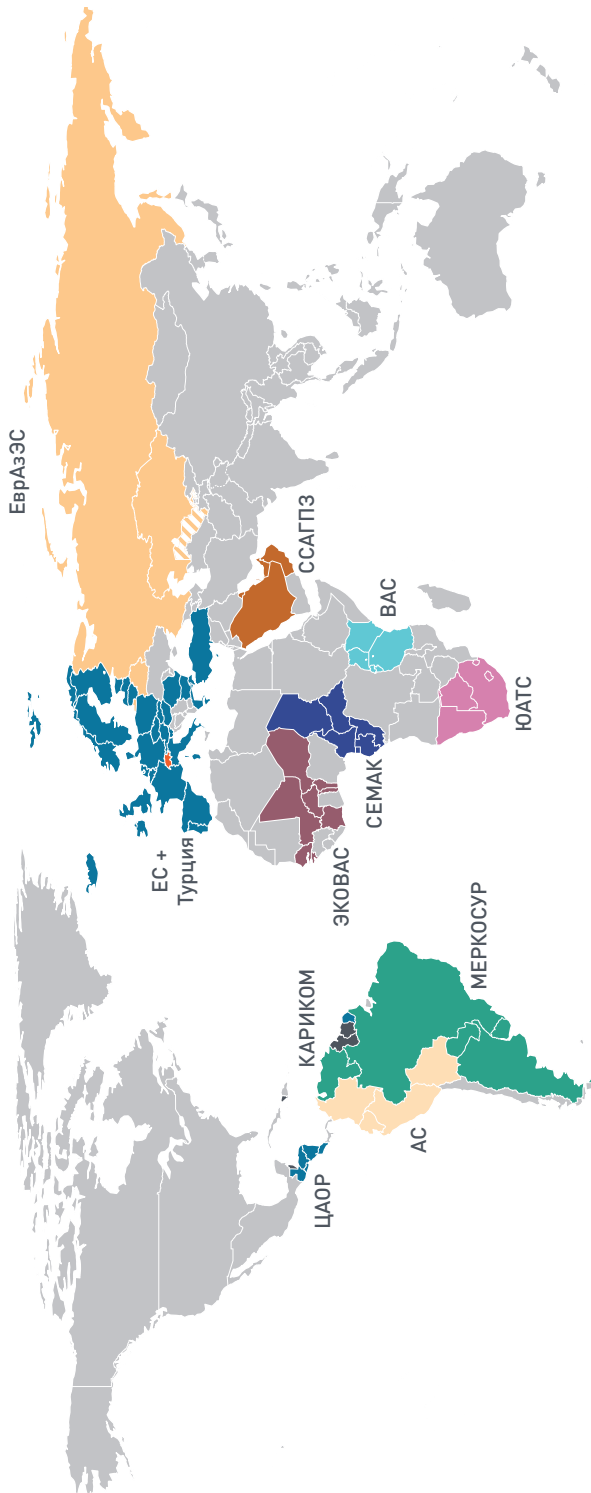 ЕврАзЭС
ЕС +
Турция
ССАГПЗ
ВАС
ЮАТС
СЕМАК
ЭКОВАС
КАРИКОМ
МЕРКОСУР
ЦАОР
АС